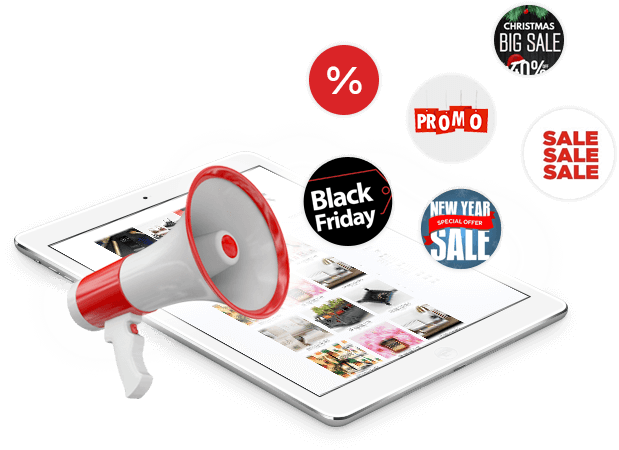 CHRISTMAS
BIG SALE
%
PROMO
SALE
SALE
SALE
Black
Friday
NEW YEAR
SPECIAL OFFER
SALE